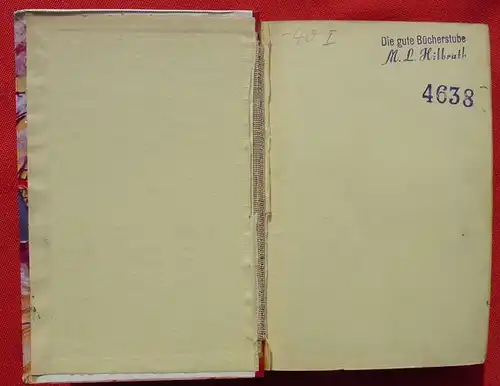 -40 I
Die gute Bücherstube
M. L. Hilbrath
4638